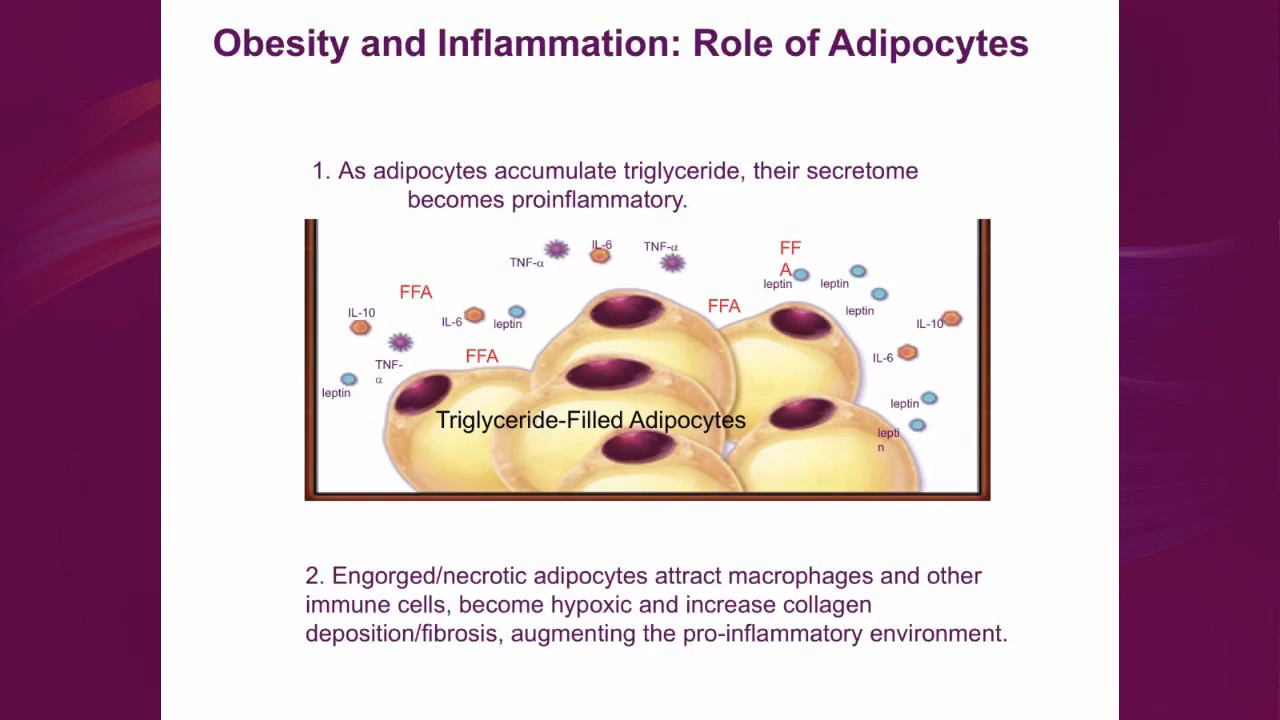 Obesity and Inflammation: Role of Adipocytes
1. As adipocytes accumulate triglyceride, their secretome
becomes proinflammatory.
TNF-α
IL-6
TNF-α
FF
A
leptin
leptin
FFA
FFA
leptin
IL-10
IL-6
leptin
IL-10
FFA
IL-6
TNF-
α
leptin
leptin
Triglyceride-Filled Adipocytes
lepti
n
2. Engorged/necrotic adipocytes attract macrophages and other
immune cells, become hypoxic and increase collagen
deposition/fibrosis, augmenting the pro-inflammatory environment.